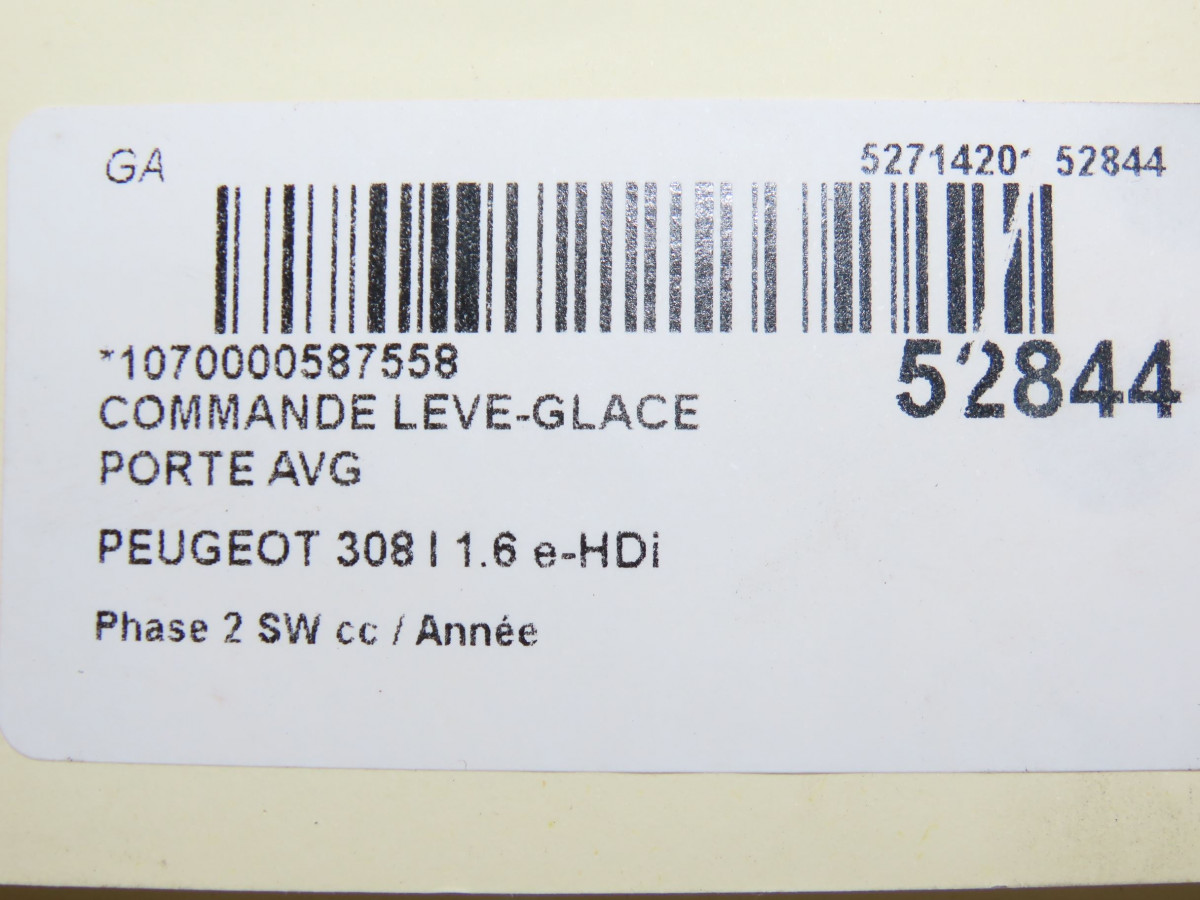 GA 5271420* 52844
*1070000587558
52844
COMMANDE LEVE-GLACE
PORTE AVG
PEUGEOT 308 I 1.6 e-HDi
Phase 2 SW cc / Année